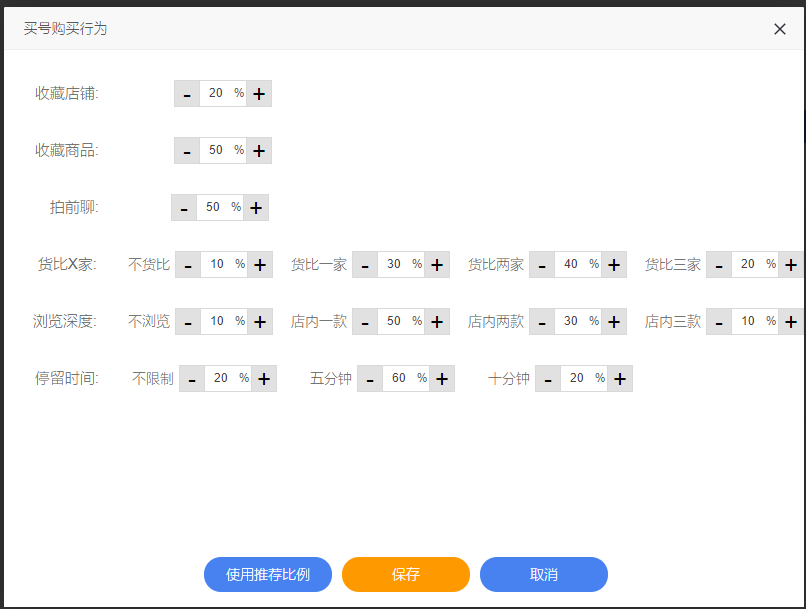 买号购买行为 ×
收藏店铺: - 20 % +
收藏商品: - 50 % +
拍前聊: - 50 % +
货比X家: 不货比 - 10 % + 货比一家 - 30 % + 货比两家 - 40 % + 货比三家 - 20 % +
浏览深度: 不浏览 - 10 % + 店内一款 - 50 % + 店内两款 - 30 % + 店内三款 - 10 % +
停留时间: 不限制 - 20 % + 五分钟 - 60 % + 十分钟 - 20 % +
使用推荐比例 保存 取消